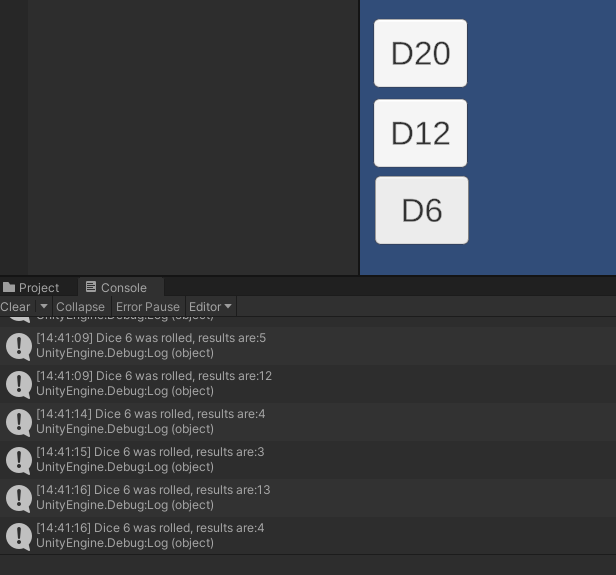 D20
D12
D6
Project
Console
Clear Collapse Error Pause Editor
UnityEngine.Debug:Log (object)
[14:41:09] Dice 6 was rolled, results are:5
UnityEngine.Debug:Log (object)
[14:41:09] Dice 6 was rolled, results are:12
UnityEngine.Debug:Log (object)
[14:41:14] Dice 6 was rolled, results are:4
UnityEngine.Debug:Log (object)
[14:41:15] Dice 6 was rolled, results are:3
UnityEngine.Debug:Log (object)
[14:41:16] Dice 6 was rolled, results are:13
UnityEngine.Debug:Log (object)
[14:41:16] Dice 6 was rolled, results are:4
UnityEngine.Debug:Log (object)